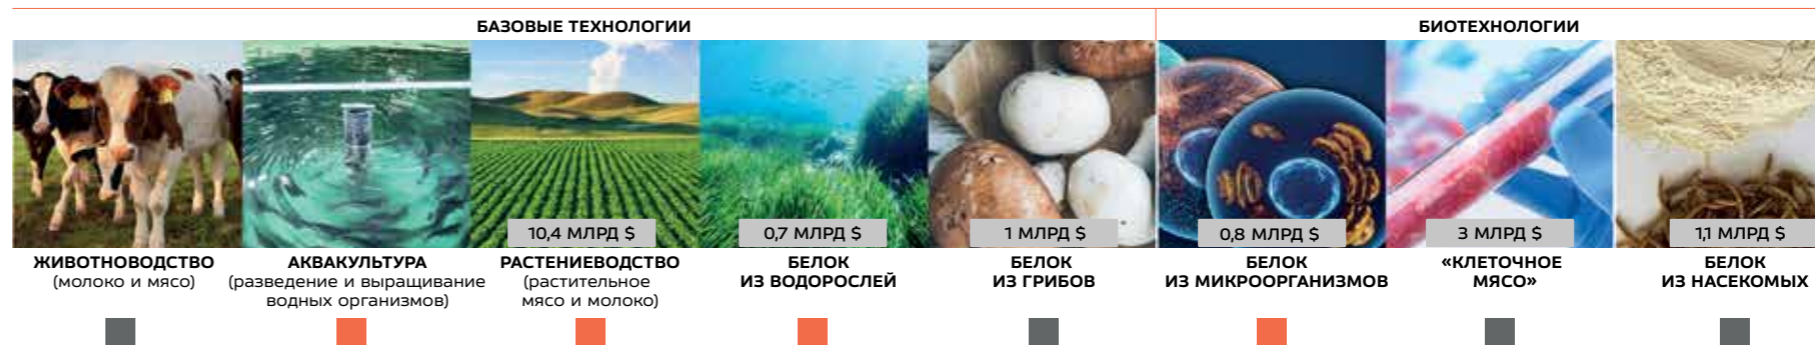 БАЗОВЫЕ ТЕХНОЛОГИИ
БИОТЕХНОЛОГИИ
10,4 МЛРД $
0,7 МЛРД $
1 МЛРД $
0,8 МЛРД $
3 МЛРД $
1,1 МЛРД $
ЖИВОТНОВОДСТВО
(молоко и мясо)
АКВАКУЛЬТУРА
(разведение и выращивание
водных организмов)
РАСТЕНИЕВОДСТВО
(растительное
мясо и молоко)
БЕЛОК
ИЗ ВОДОРОСЛЕЙ
БЕЛОК
ИЗ ГРИБОВ
БЕЛОК
ИЗ МИКРООРГАНИЗМОВ
«КЛЕТОЧНОЕ
МЯСО»
БЕЛОК
ИЗ НАСЕКОМЫХ